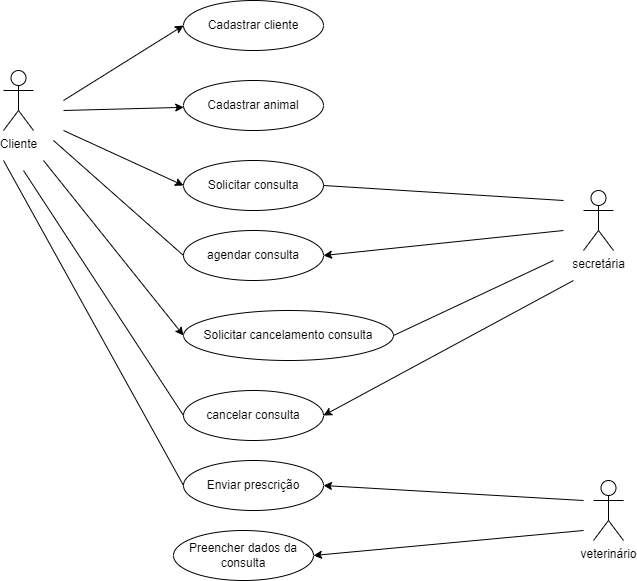 Cadastrar cliente
Cadastrar animal
Cliente
Solicitar consulta
agendar consulta
secretária
Solicitar cancelamento consulta
cancelar consulta
Enviar prescrição
Preencher dados da
consulta
veterinário